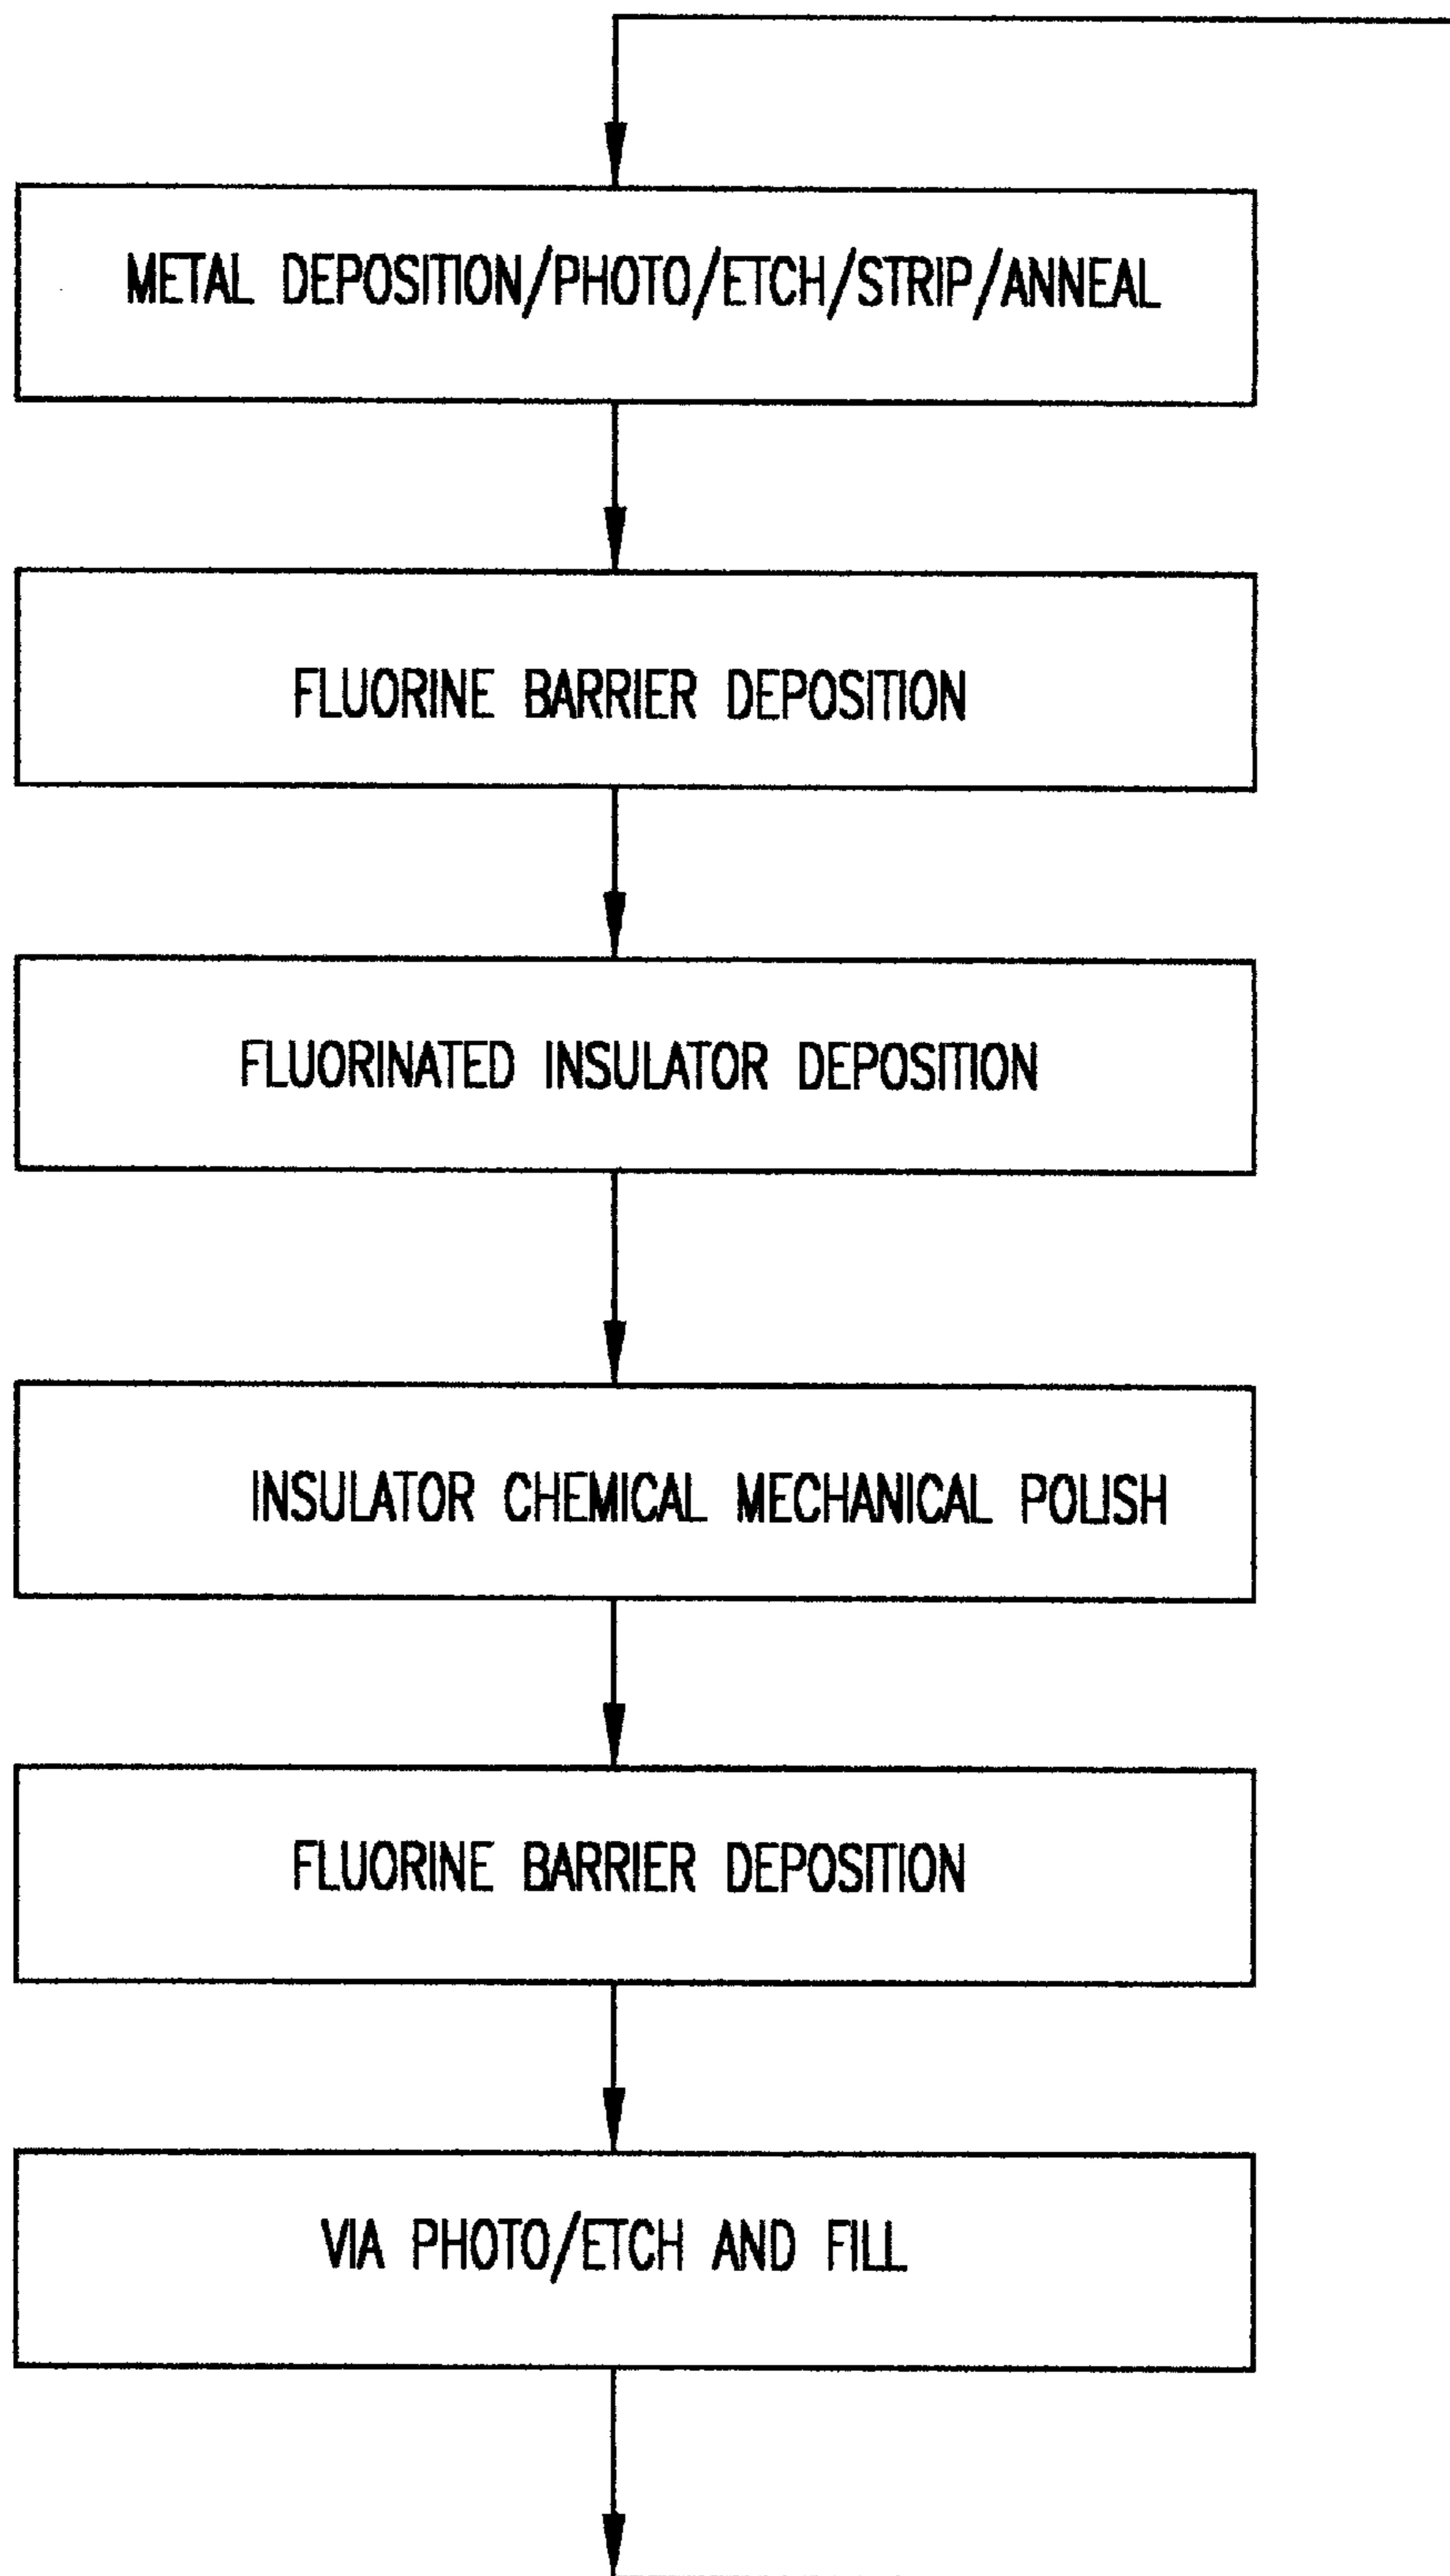 METAL DEPOSITION/PHOTO/ETCH/STRIP/ANNEAL
FLUORINE BARRIER DEPOSITION
FLUORINATED INSULATOR DEPOSITION
INSULATOR CHEMICAL MECHANICAL POLISH
FLUORINE BARRIER DEPOSITION
VIA PHOTO/ETCH AND FILL